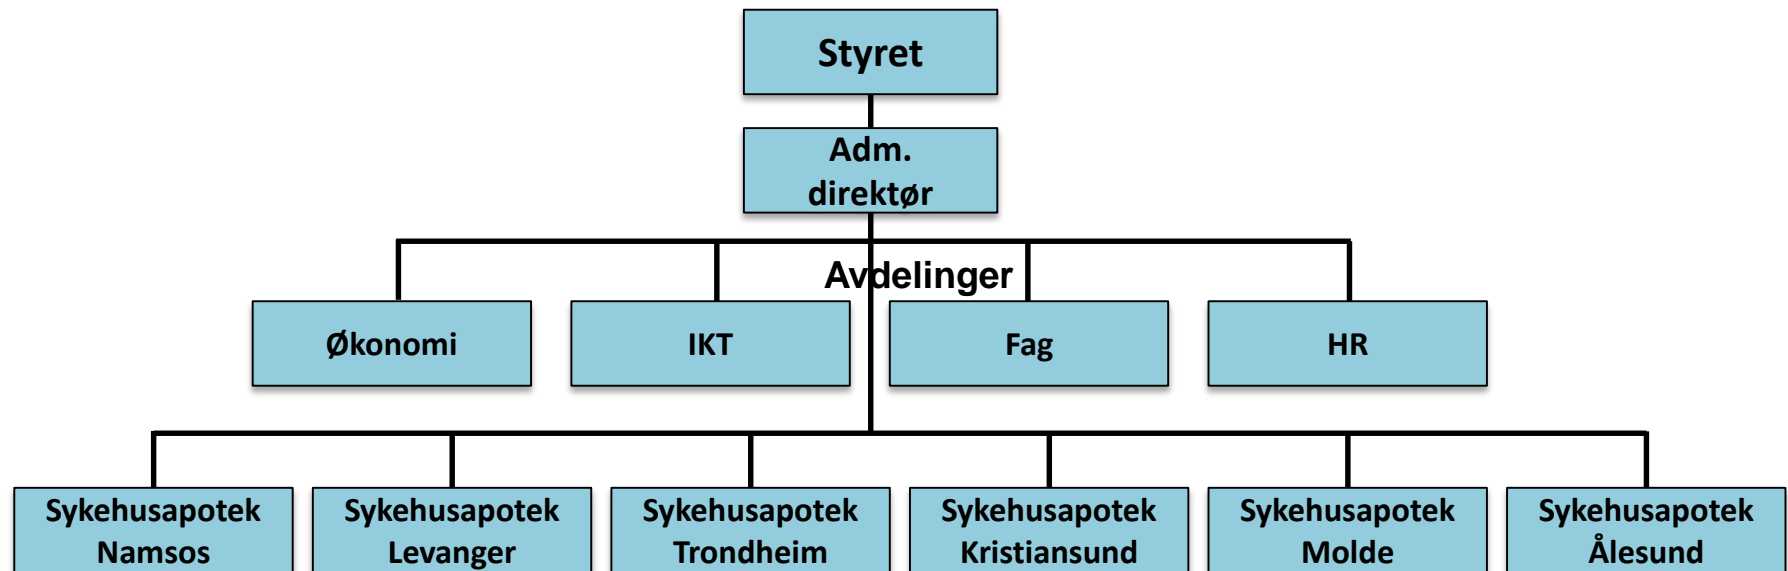 Styret
Adm.
direktør
Avdelinger
Økonomi
IKT
Fag
HR
Sykehusapotek
Namsos
Sykehusapotek
Levanger
Sykehusapotek
Trondheim
Sykehusapotek
Kristiansund
Sykehusapotek
Molde
Sykehusapotek
Ålesund